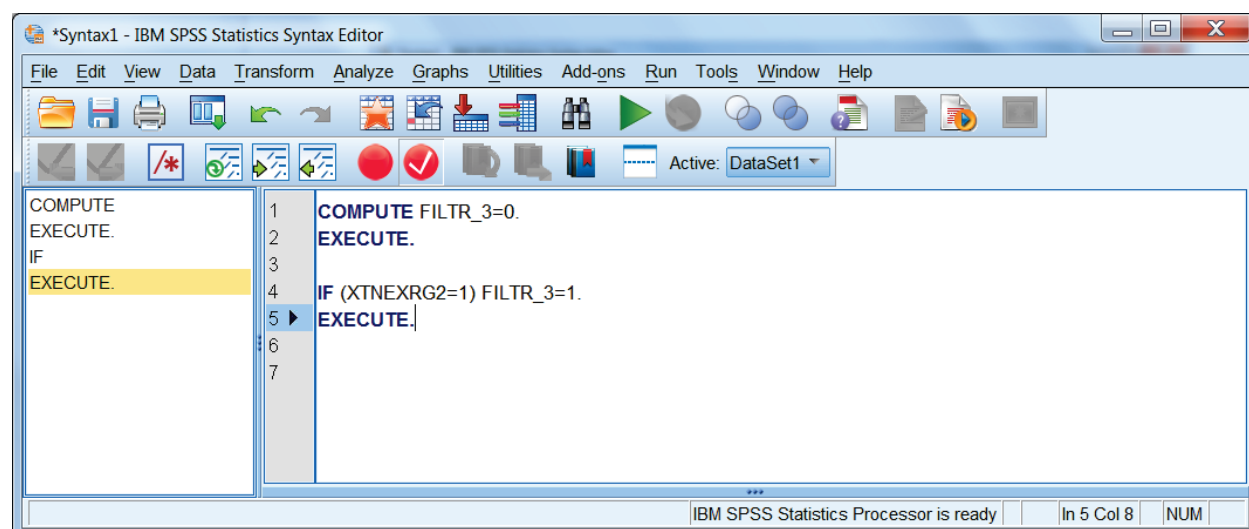 *Syntax1 - IBM SPSS Statistics Syntax Editor
File Edit View Data Transform Analyze Graphs Utilities Add-ons Run Tools Window Help
Active: DataSet1
COMPUTE
EXECUTE.
IF
EXECUTE.
1 COMPUTE FILTR_3=0.
2 EXECUTE.
3
4 IF (XTNEXRG2=1) FILTR_3=1.
5 EXECUTE.
6
7
IBM SPSS Statistics Processor is ready In 5 Col 8 NUM